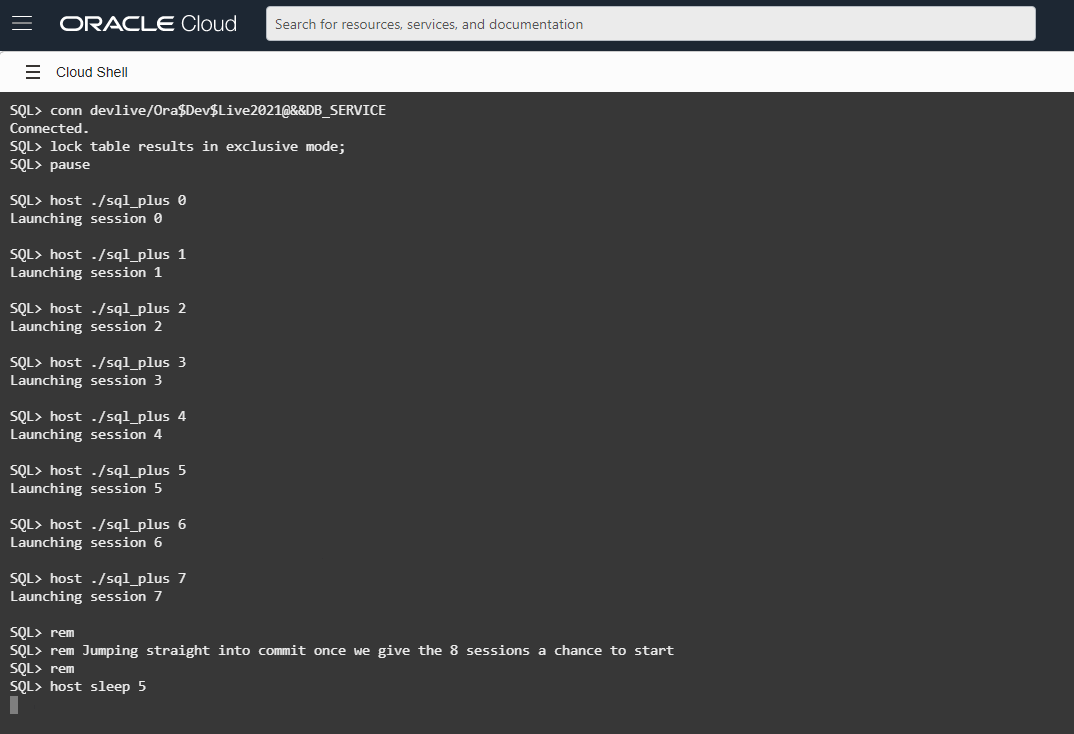 ORACLE Cloud
Search for resources, services, and documentation
Cloud Shell
SQL> conn devlive/Ora$Dev$Live2021@&&DB_SERVICE
Connected.
SQL> lock table results in exclusive mode;
SQL> pause
SQL> host ./sql_plus 0
Launching session 0
SQL> host ./sql_plus 1
Launching session 1
SQL> host ./sql_plus 2
Launching session 2
SQL> host ./sql_plus 3
Launching session 3
SQL> host ./sql_plus 4
Launching session 4
SQL> host ./sql_plus 5
Launching session 5
SQL> host ./sql_plus 6
Launching session 6
SQL> host ./sql_plus 7
Launching session 7
SQL> rem
SQL> rem Jumping straight into commit once we give the 8 sessions a chance to start
SQL> rem
SQL> host sleep 5